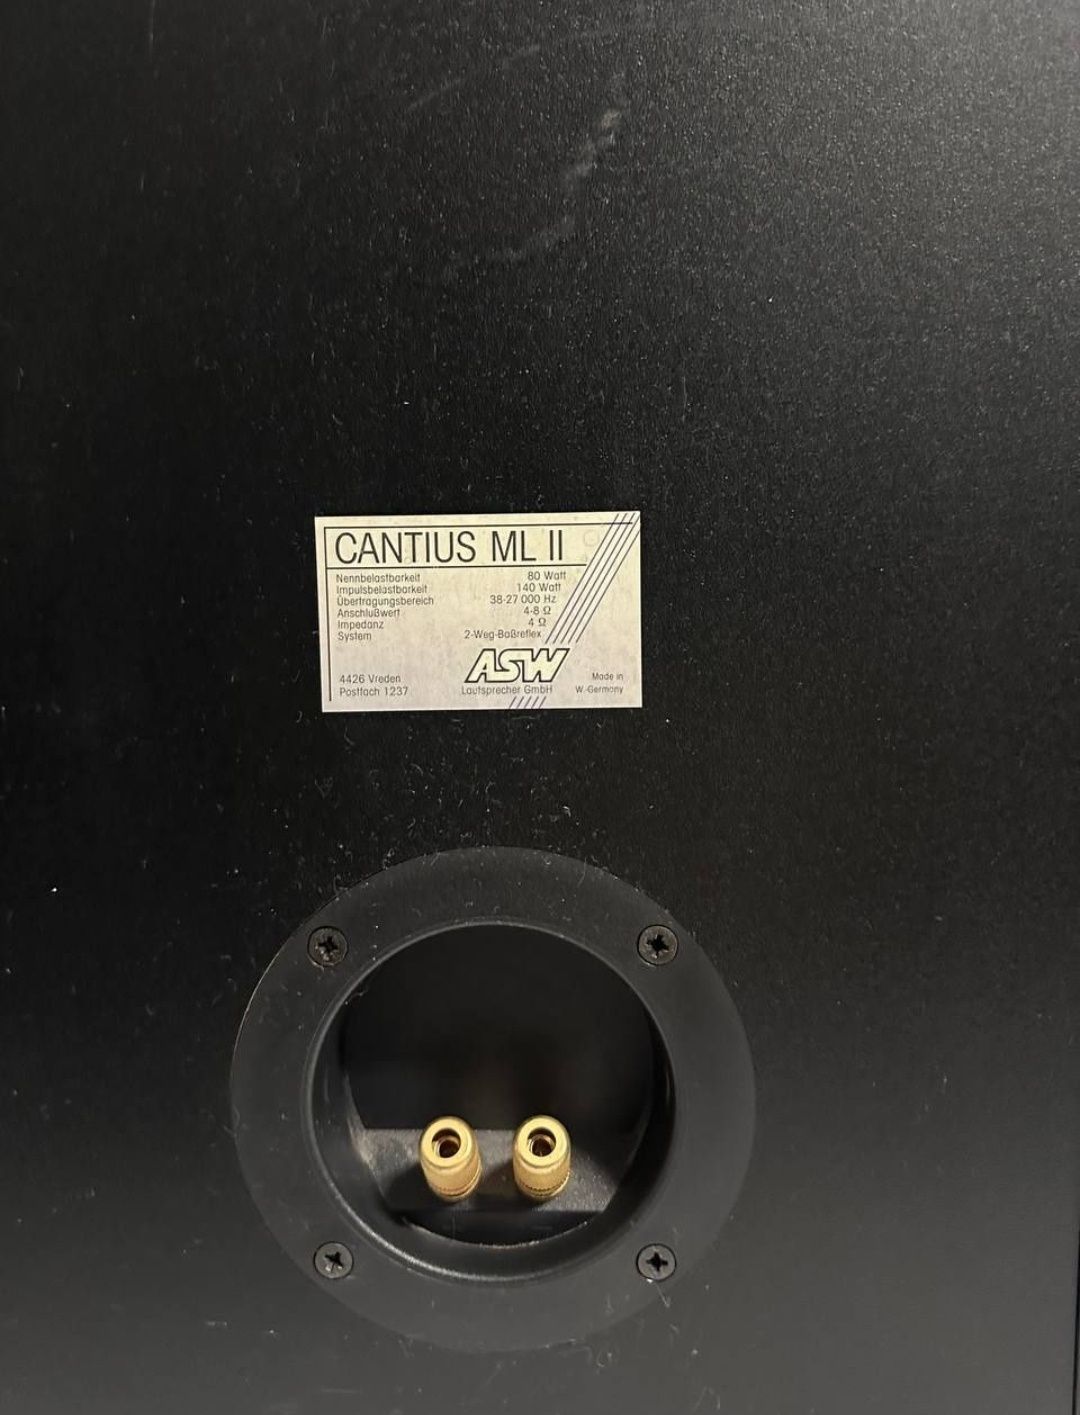 CANTIUS ML II
Nennbelastbarkeit 80 Watt
Impulsbelastbarkeit 140 Watt
Übertragungsbereich 38-27 000 Hz
Anschlußwert 4-8 Ω
Impedanz 4 Ω
System 2-Weg-Baßreflex
ASW
4426 Vreden Made in
Postfach 1237 Lautsprecher GmbH W.-Germany